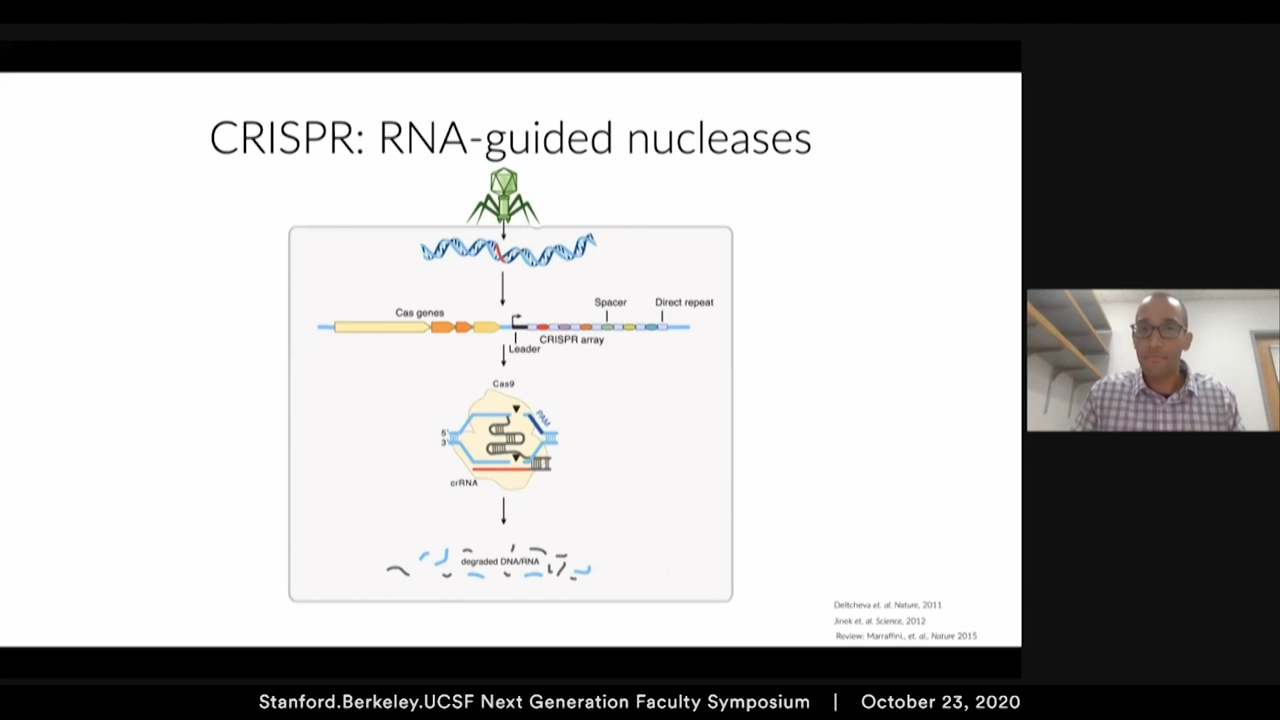 CRISPR: RNA-guided nucleases
Cas genes
Spacer
Direct repeat
Leader
CRISPR array
Cas9
PAM
5'
3'
crRNA
degraded DNA/RNA
Deltcheva et. al. Nature, 2011
Jinek et. al. Science, 2012
Review: Marraffini,. et. al., Nature 2015
Stanford.Berkeley.UCSF Next Generation Faculty Symposium | October 23, 2020